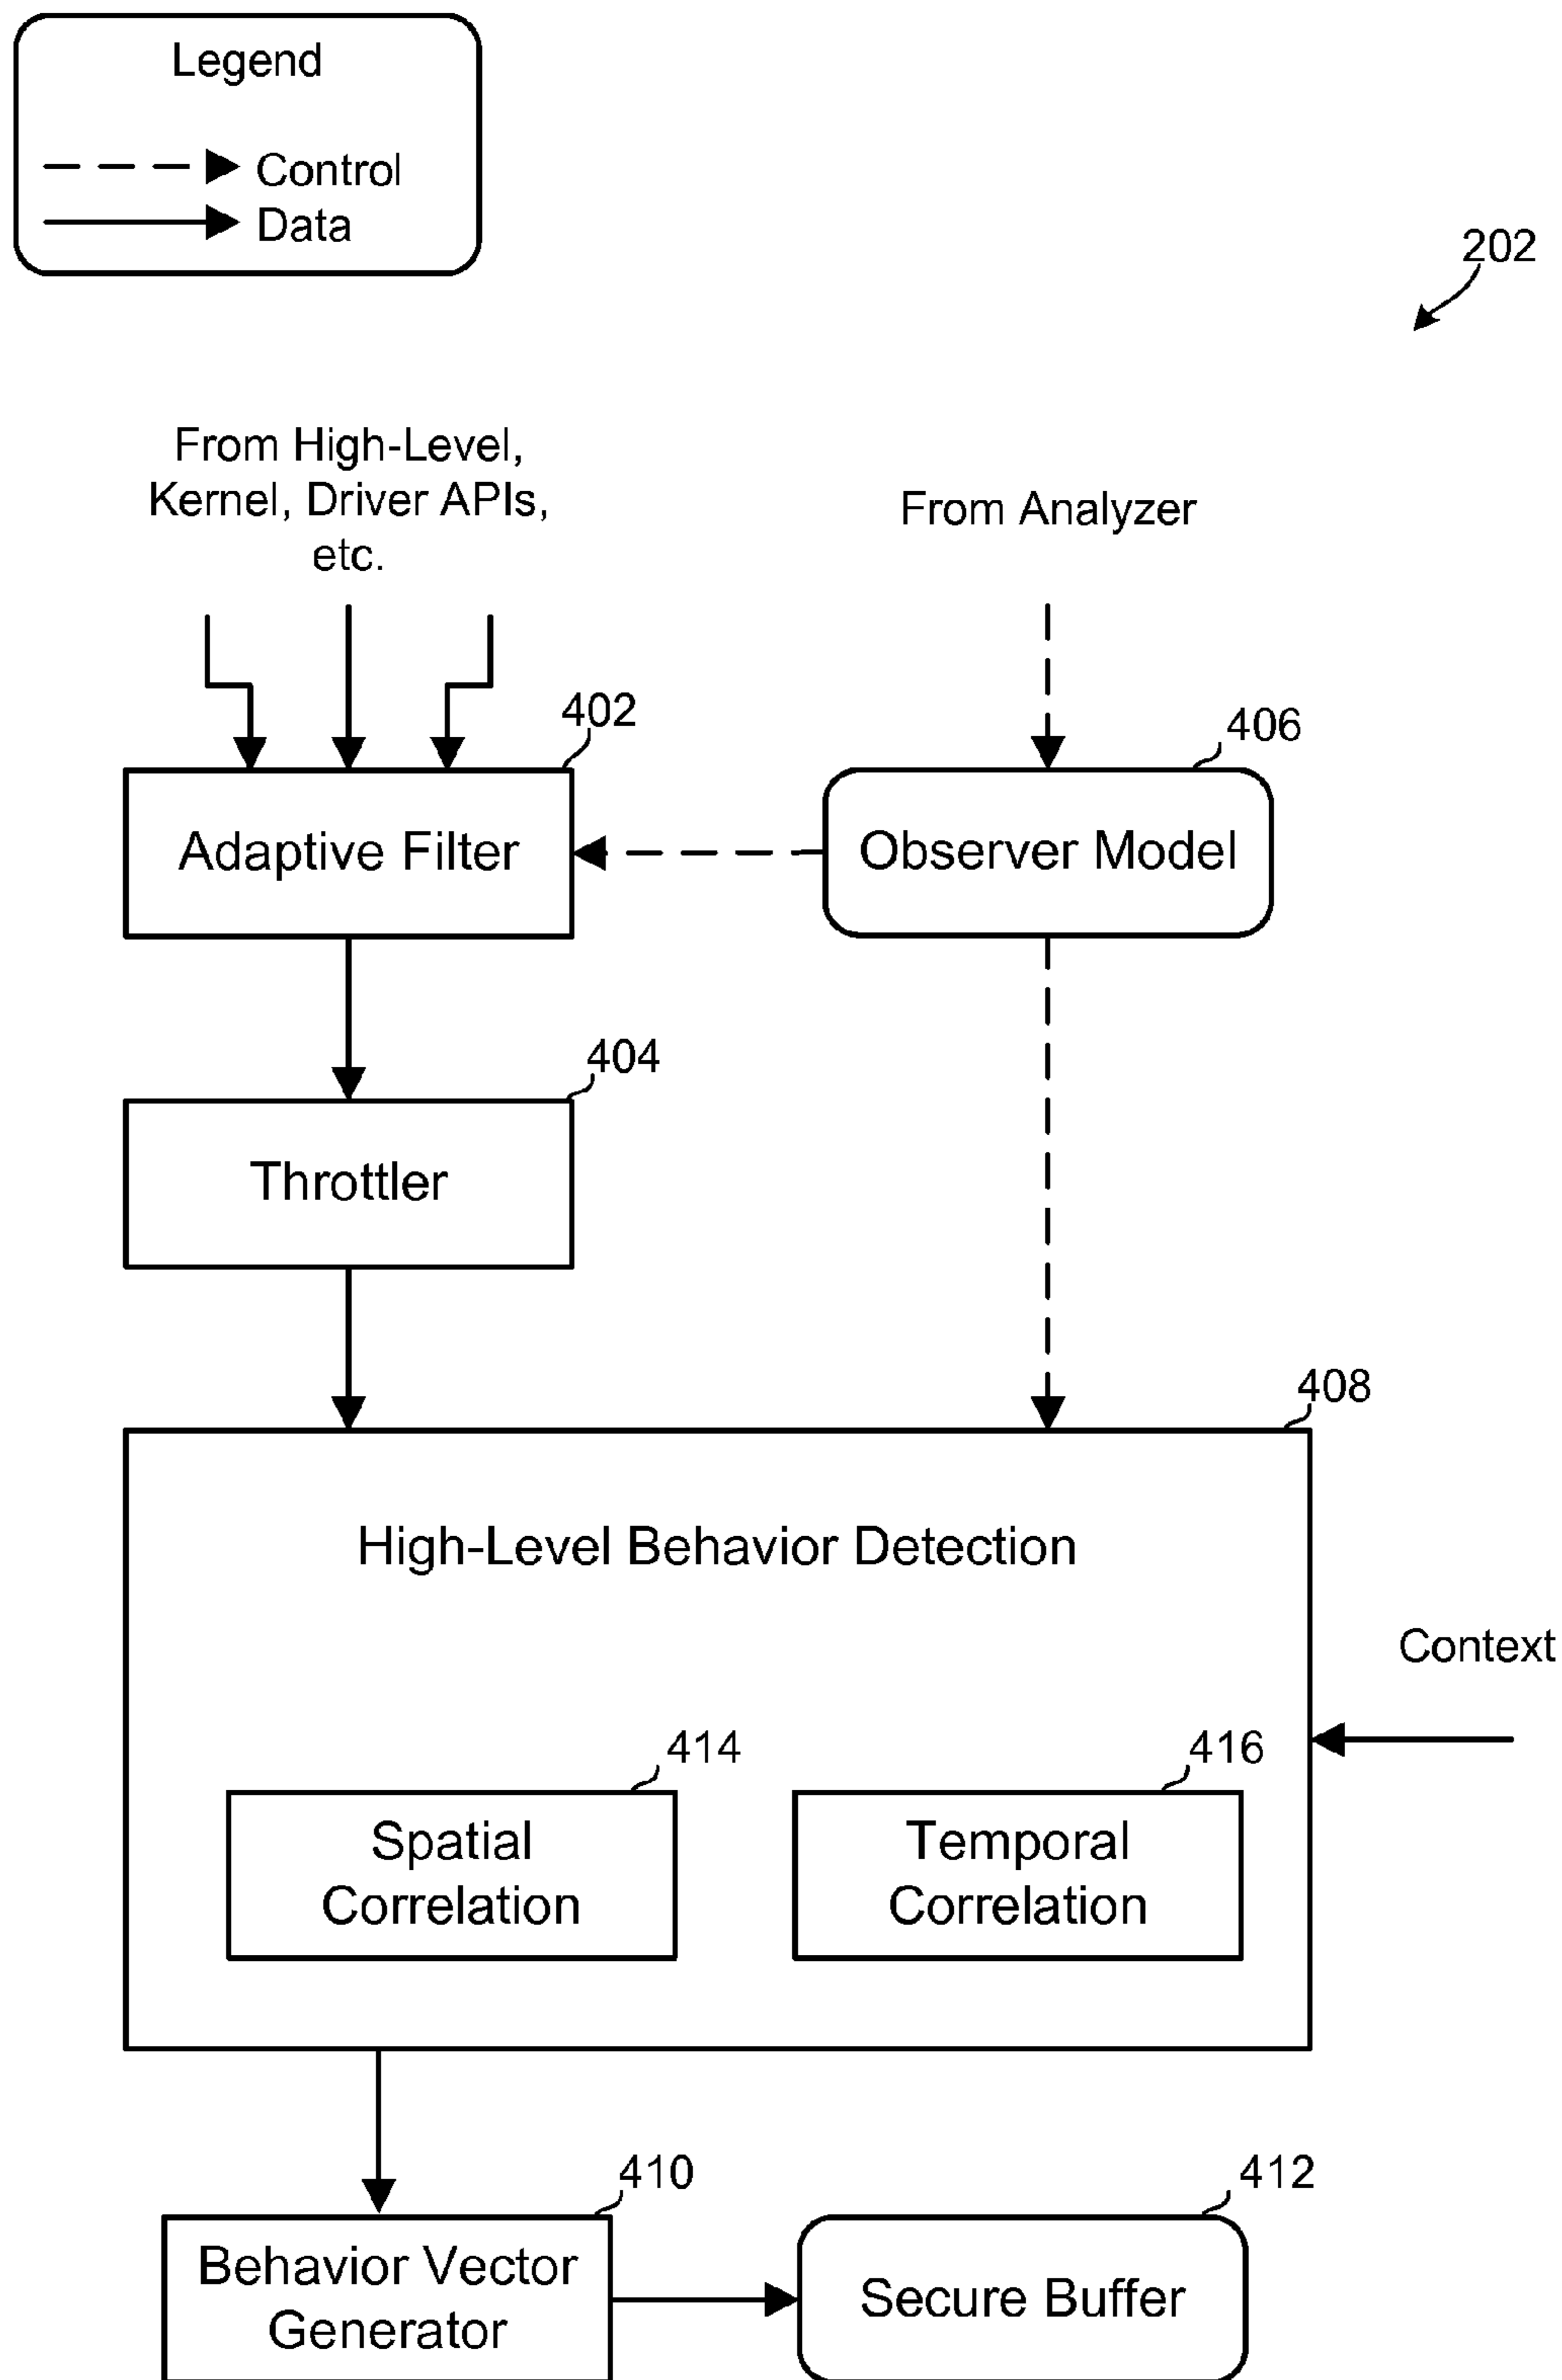 Legend
Control
Data
202
From High-Level,
Kernel, Driver APIs,
etc.
From Analyzer
402
406
Adaptive Filter
Observer Model
404
Throttler
408
High-Level Behavior Detection
Context
414
416
Spatial
Correlation
Temporal
Correlation
410
412
Behavior Vector
Generator
Secure Buffer